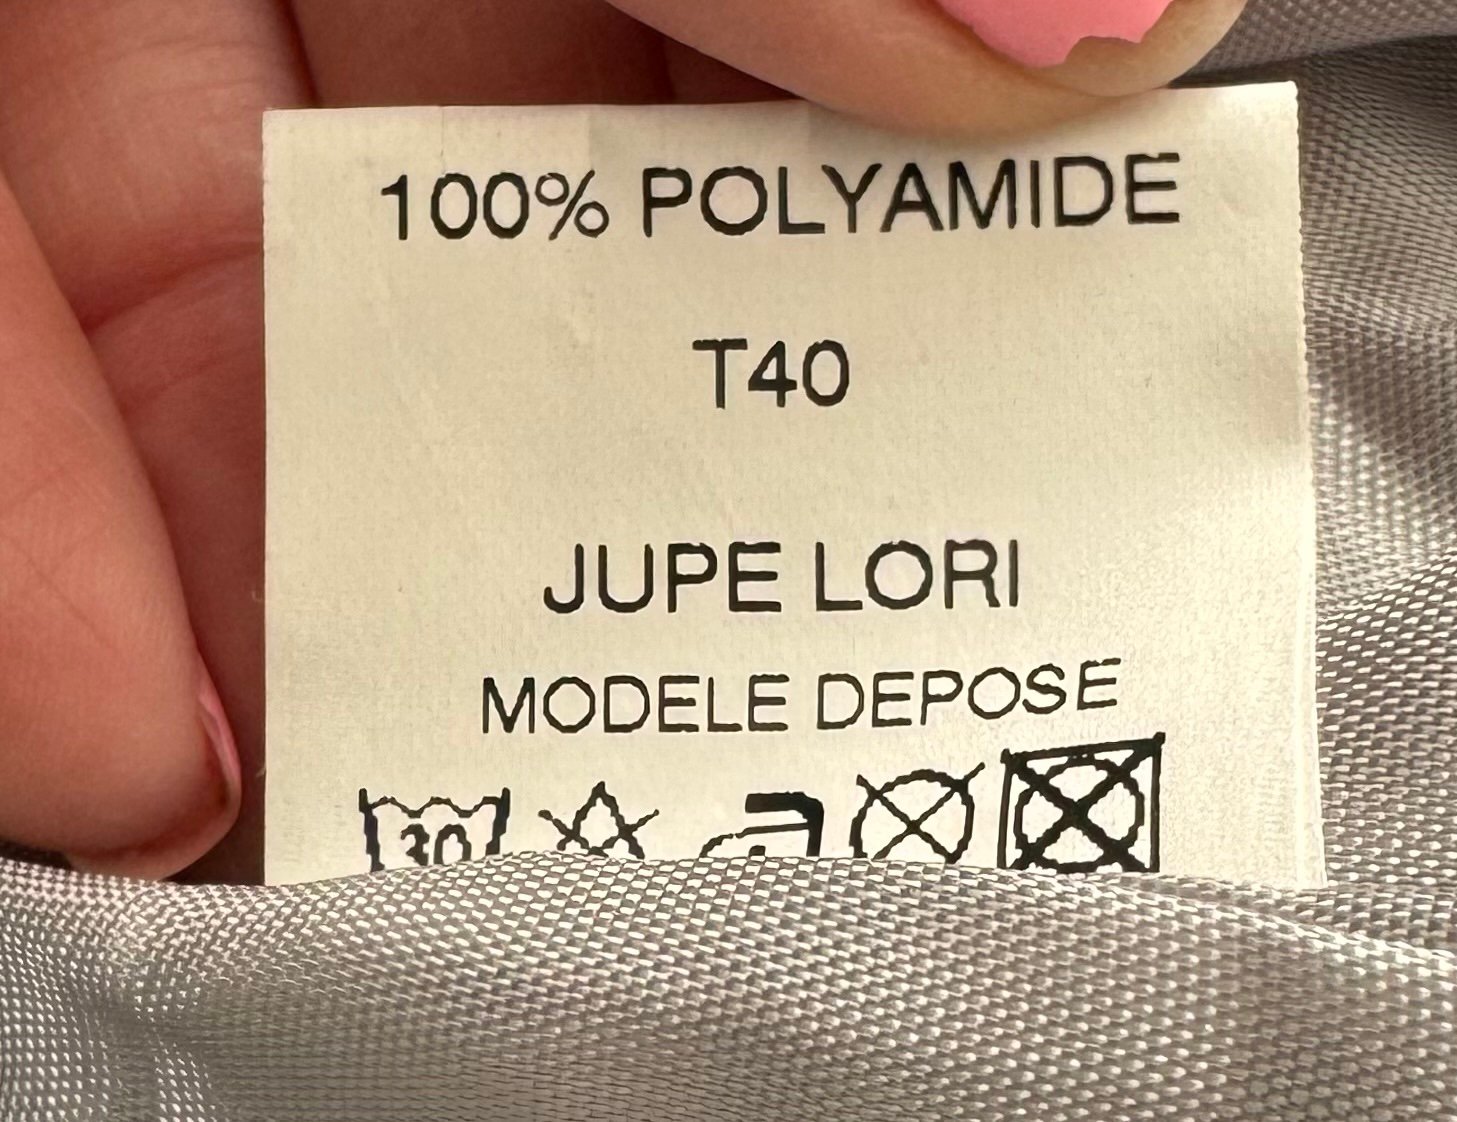 100% POLYAMIDE
T40
JUPE LORI
MODELE DEPOSE
30